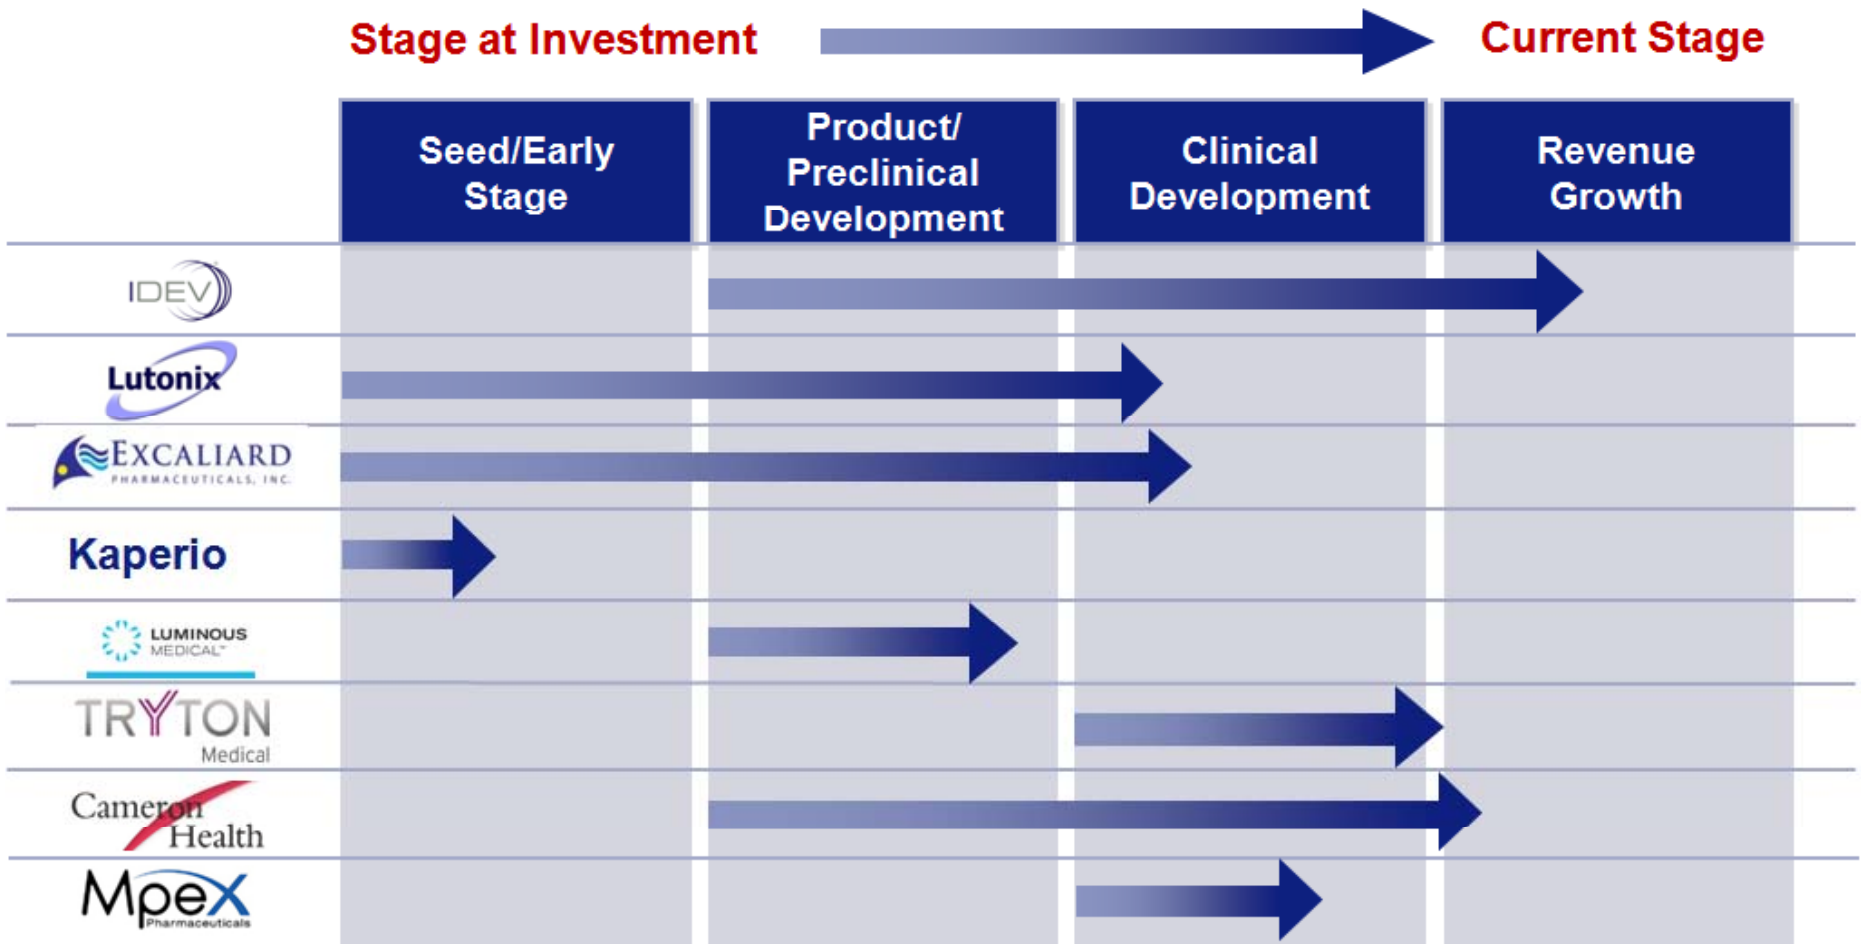 Stage at Investment
Current Stage
Seed/Early
Stage
Product/
Preclinical
Development
Clinical
Development
Revenue
Growth
IDEV
Lutonix
EXCALIARD
PHARMACEUTICALS, INC.
Kaperio
LUMINOUS
MEDICAL™
TRYTON
Medical
Cameron
Health
Mpex
Pharmaceuticals